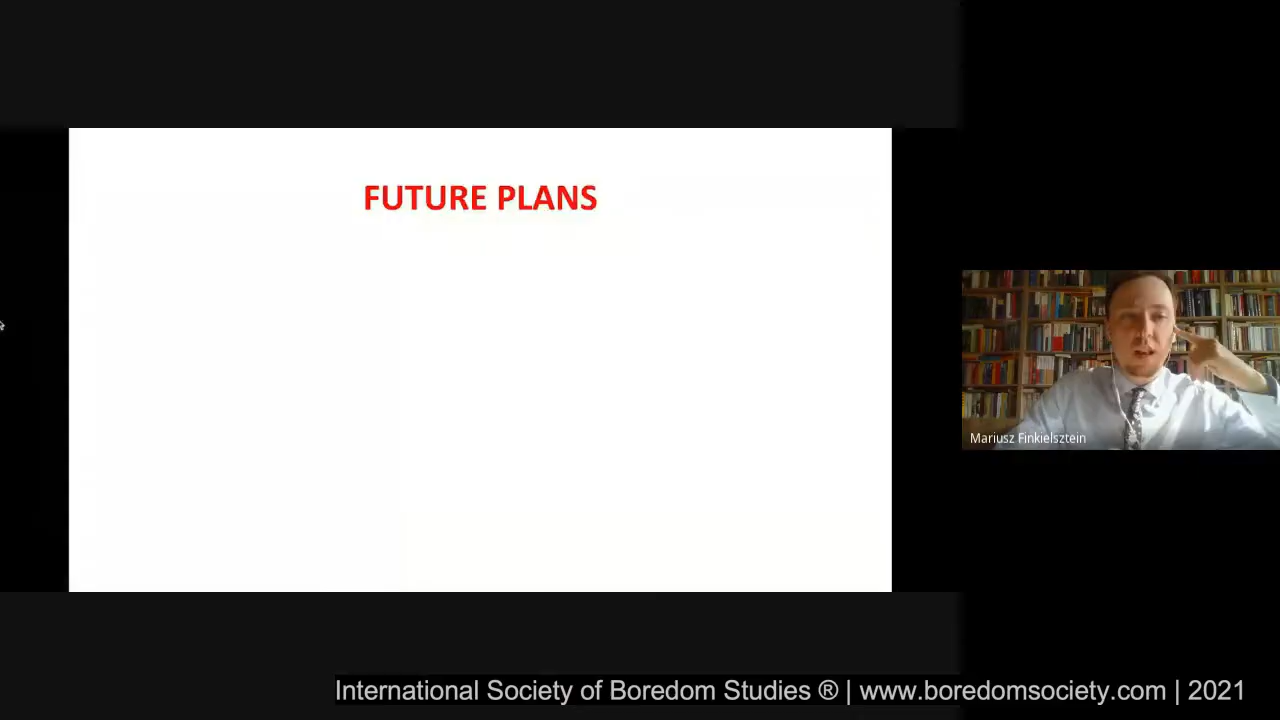 FUTURE PLANS
Mariusz Finkielsztein
International Society of Boredom Studies ® | www.boredomsociety.com | 2021